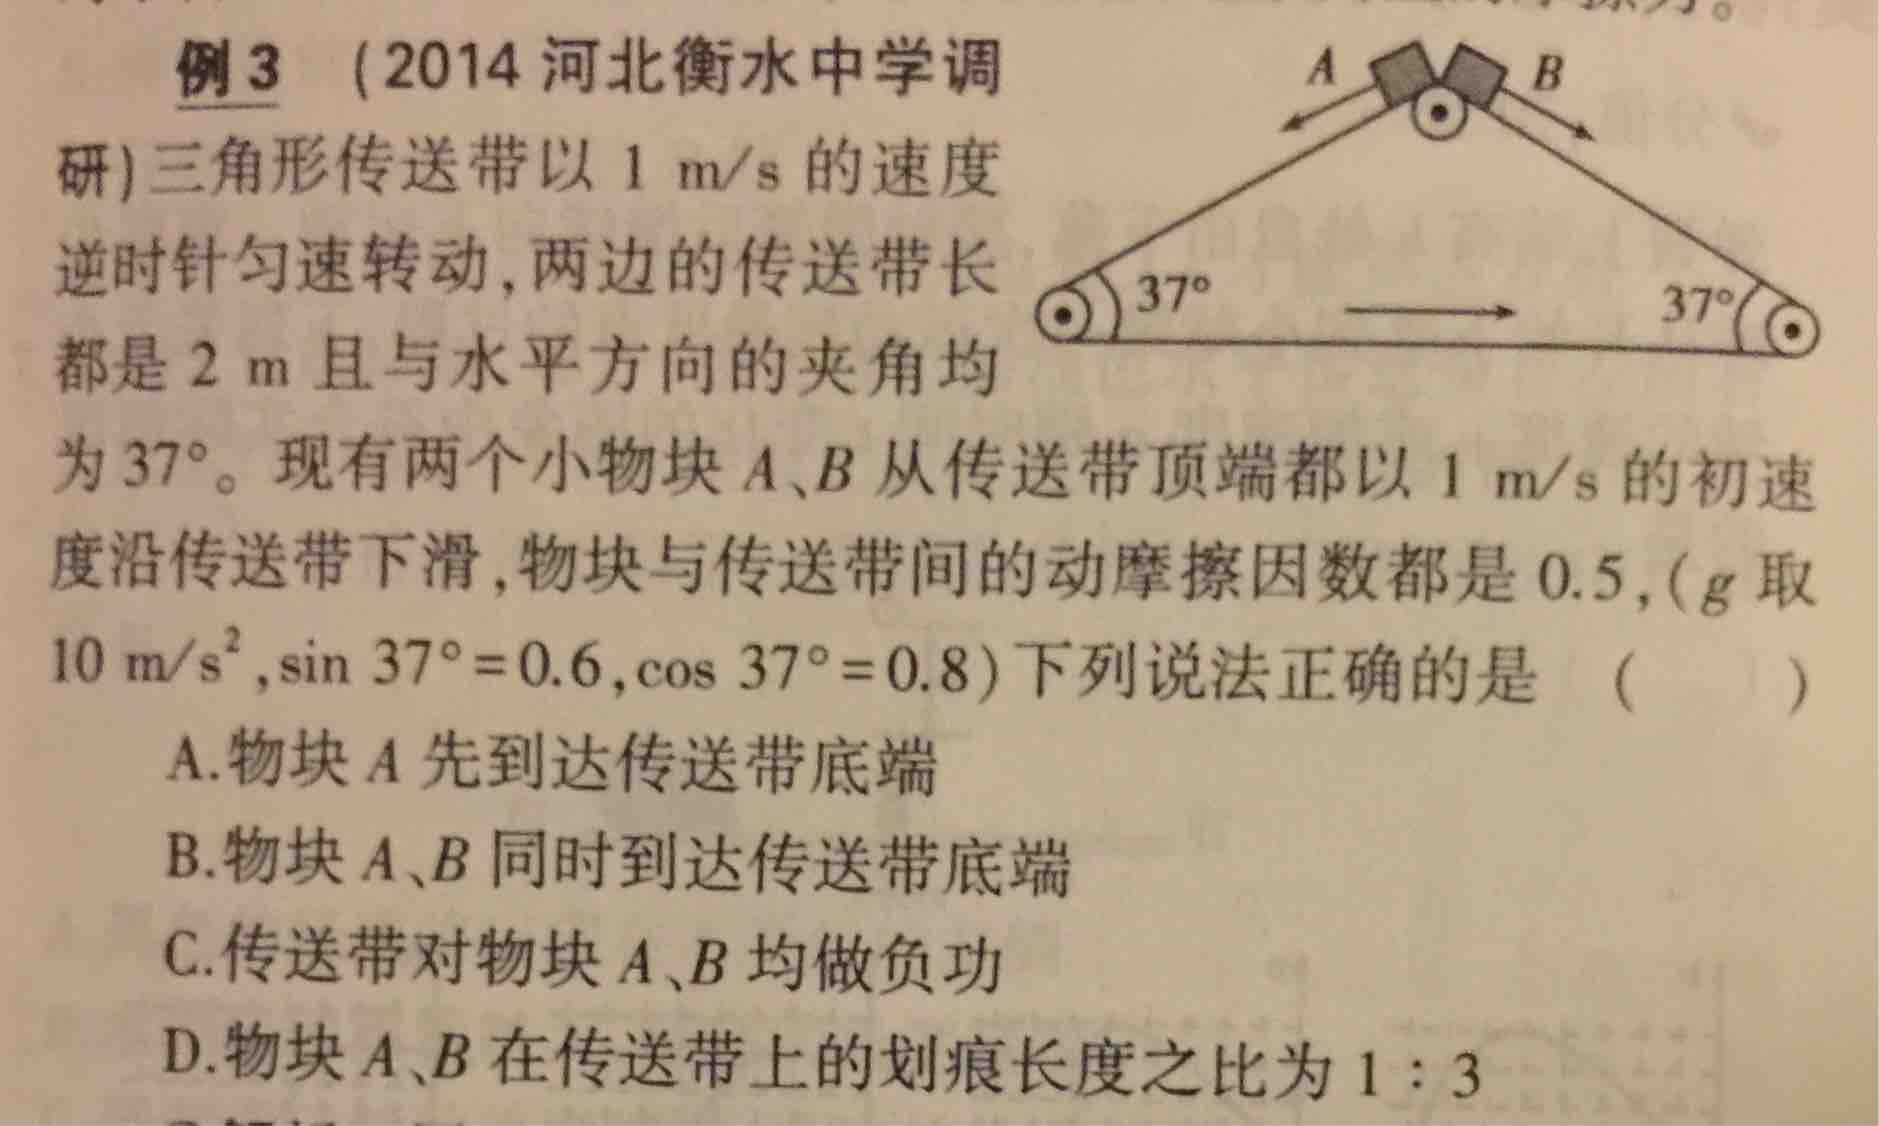 例3 (2014 河北衡水中学调
研)三角形传送带以 1 m/s 的速度
逆时针匀速转动,两边的传送带长
都是 2 m 且与水平方向的夹角均
为 37°。现有两个小物块 A、B 从传送带顶端都以 1 m/s 的初速
度沿传送带下滑,物块与传送带间的动摩擦因数都是 0.5,(g 取
10 m/s²,sin 37°=0.6,cos 37°=0.8)下列说法正确的是 ( )
A.物块 A 先到达传送带底端
B.物块 A、B 同时到达传送带底端
C.传送带对物块 A、B 均做负功
D.物块 A、B 在传送带上的划痕长度之比为 1∶3
A
B
37°
37°